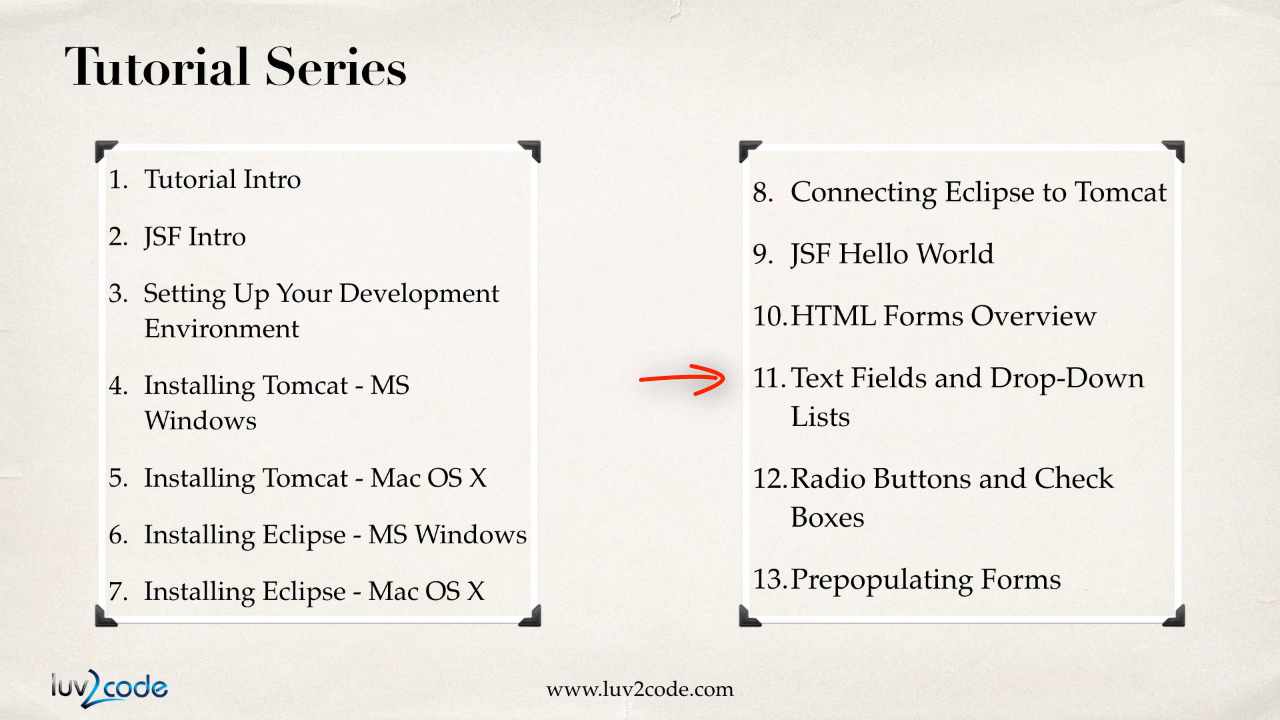 Tutorial Series
1. Tutorial Intro
2. JSF Intro
3. Setting Up Your Development
Environment
4. Installing Tomcat - MS
Windows
5. Installing Tomcat - Mac OS X
6. Installing Eclipse - MS Windows
7. Installing Eclipse - Mac OS X
8. Connecting Eclipse to Tomcat
9. JSF Hello World
10. HTML Forms Overview
11. Text Fields and Drop-Down
Lists
12. Radio Buttons and Check
Boxes
13. Prepopulating Forms
luv2code
www.luv2code.com